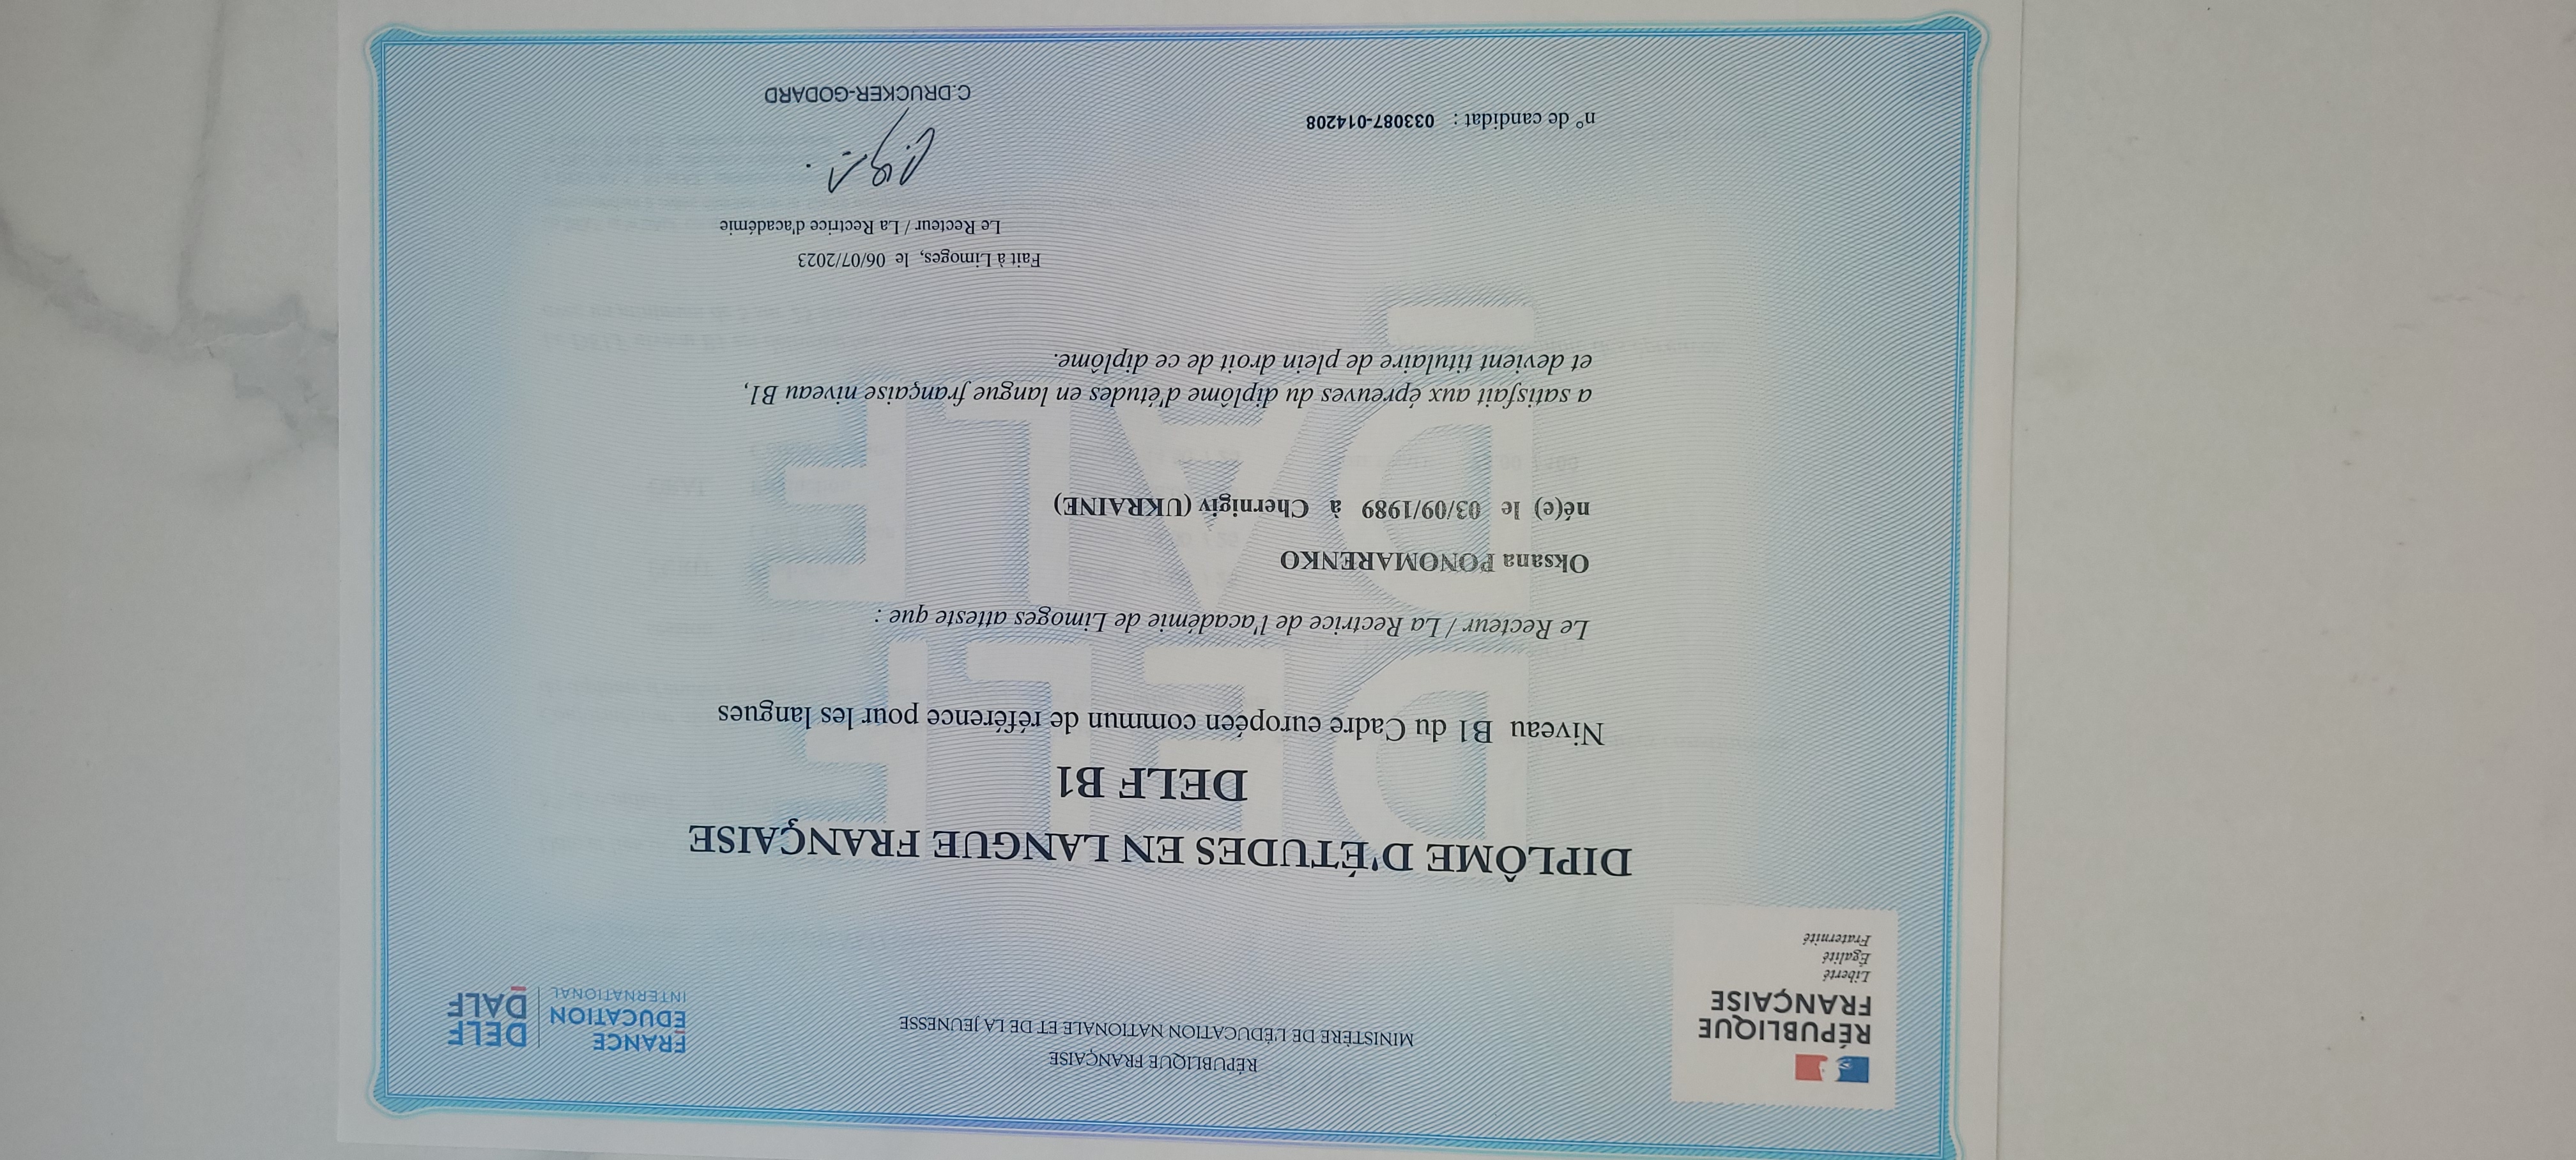 RÉPUBLIQUE
FRANÇAISE
Liberté
Égalité
Fraternité
RÉPUBLIQUE FRANÇAISE
MINISTÈRE DE L'ÉDUCATION NATIONALE ET DE LA JEUNESSE
FRANCE
ÉDUCATION
INTERNATIONAL
DELF
DALF
DIPLÔME D'ÉTUDES EN LANGUE FRANÇAISE
DELF B1
Niveau B1 du Cadre européen commun de référence pour les langues
DELF
Le Recteur / La Rectrice de l'académie de Limoges atteste que :
Oksana PONOMARENKO
né(e) le 03/09/1989 à Chernigiv (UKRAINE)
DALF
a satisfait aux épreuves du diplôme d'études en langue française niveau B1,
et devient titulaire de plein droit de ce diplôme.
Fait à Limoges, le 06/07/2023
Le Recteur / La Rectrice d'académie
C.DRUCKER-GODARD
n° de candidat : 033087-014208